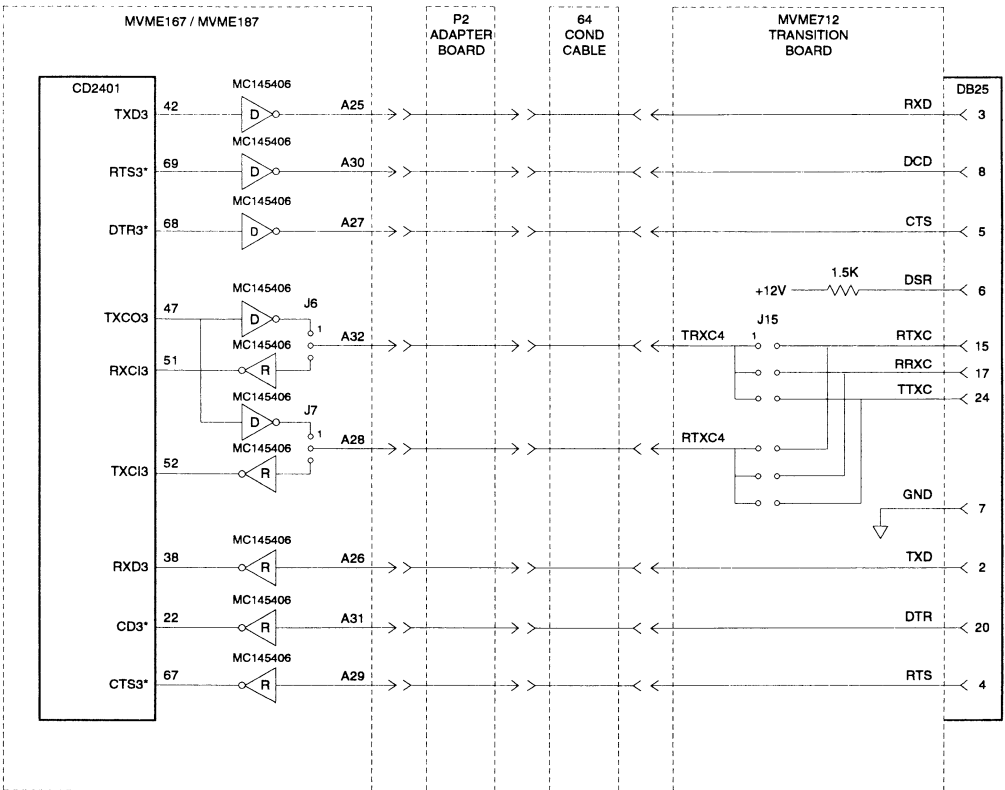 MVME167 / MVME187
P2
ADAPTER
BOARD
64
COND
CABLE
MVME712
TRANSITION
BOARD
CD2401
DB25
TXD3 42 MC145406 D A25 RXD 3
RTS3* 69 MC145406 D A30 DCD 8
DTR3* 68 MC145406 D A27 CTS 5
+12V 1.5K DSR 6
TXCO3 47 MC145406 D J6 1
A32 TRXC4 J15 1 RTXC 15
RXCI3 51 MC145406 R RRXC 17
MC145406 D J7 1 TTXC 24
A28 RTXC4
TXCI3 52 MC145406 R
GND 7
RXD3 38 MC145406 R A26 TXD 2
CD3* 22 MC145406 R A31 DTR 20
CTS3* 67 MC145406 R A29 RTS 4